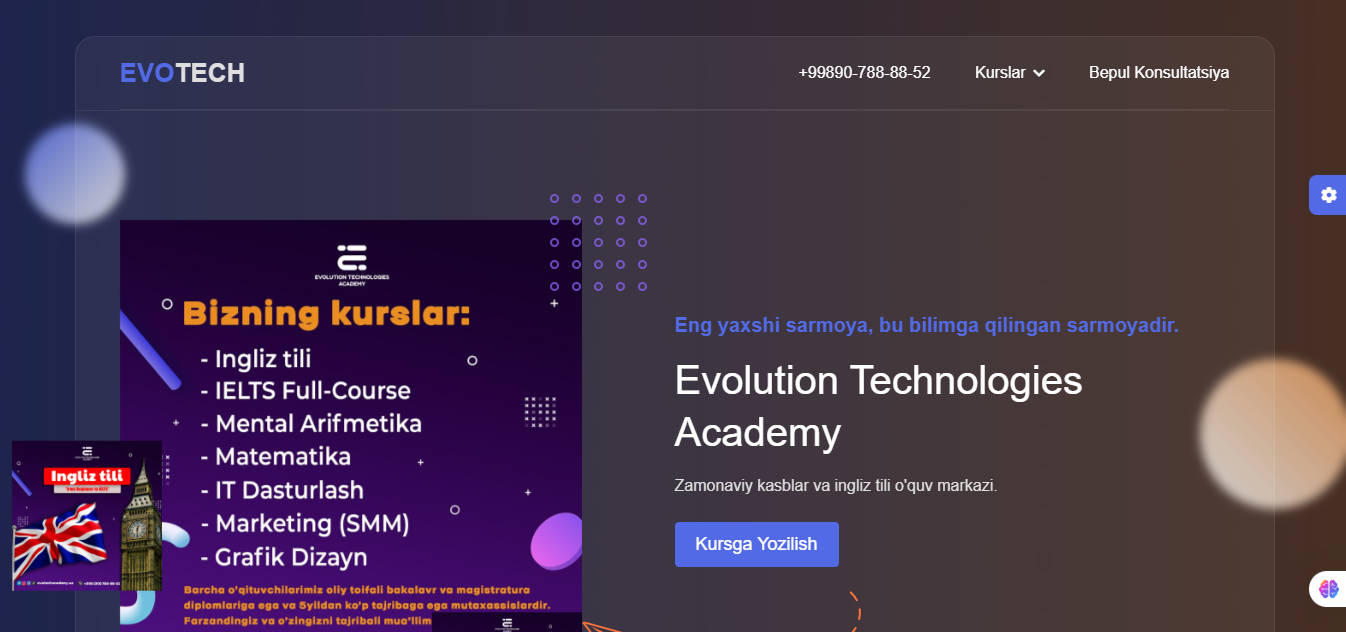 EVOTECH
+99890-788-88-52
Kurslar
Bepul Konsultatsiya
EVOLUTION TECHNOLOGIES
ACADEMY
Bizning kurslar:
- Ingliz tili
- IELTS Full-Course
- Mental Arifmetika
- Matematika
- IT Dasturlash
- Marketing (SMM)
- Grafik Dizayn
Barcha o'qituvchilarimiz oliy toifali bakalavr va magistratura
diplomlariga ega va 5yildan ko'p tajribaga ega mutaxassislardir.
Farzandingiz va o'zingizni tajribali mua'llim
Ingliz tili
Eng yaxshi sarmoya, bu bilimga qilingan sarmoyadir.
Evolution Technologies
Academy
Zamonaviy kasblar va ingliz tili o'quv markazi.
Kursga Yozilish